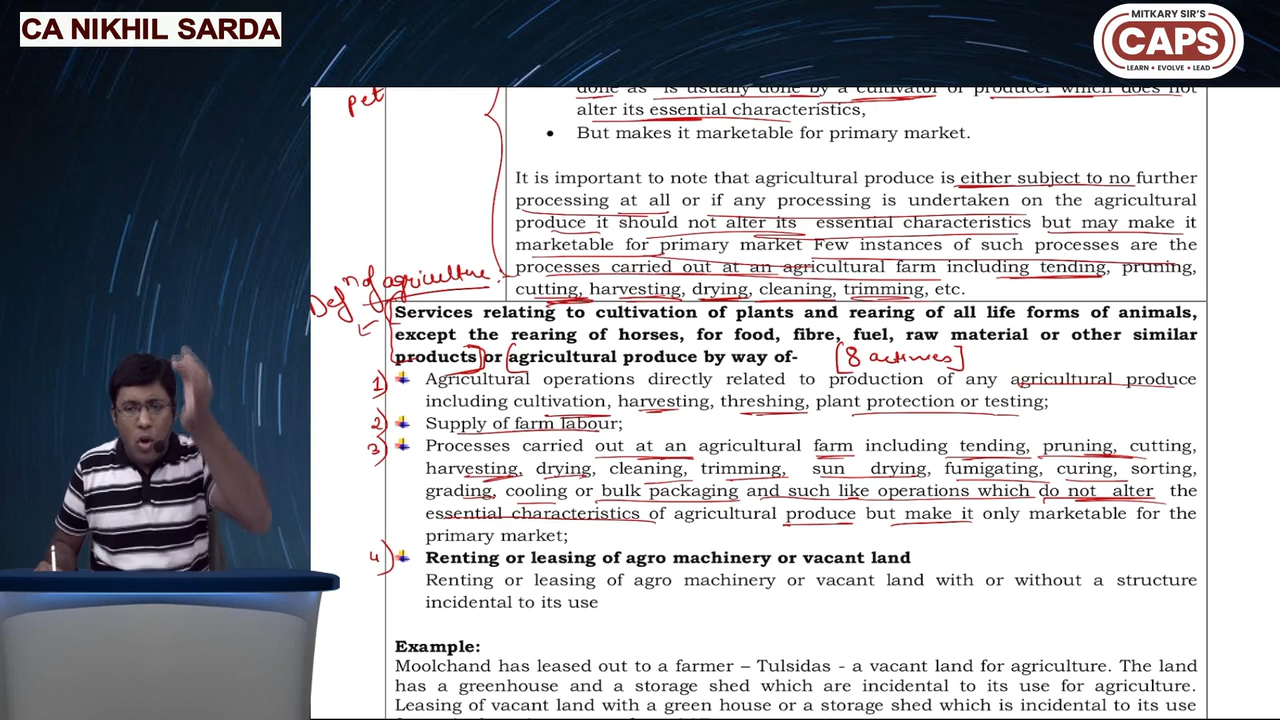 CA NIKHIL SARDA
MITKARY SIR'S
CAPS
LEARN • EVOLVE • LEAD
pet
done as is usually done by a cultivator or producer which does not
alter its essential characteristics,
• But makes it marketable for primary market.
It is important to note that agricultural produce is either subject to no further
processing at all or if any processing is undertaken on the agricultural
produce it should not alter its essential characteristics but may make it
marketable for primary market Few instances of such processes are the
processes carried out at an agricultural farm including tending, pruning,
cutting, harvesting, drying, cleaning, trimming, etc.
Defn of agriculture
Services relating to cultivation of plants and rearing of all life forms of animals,
except the rearing of horses, for food, fibre, fuel, raw material or other similar
products or agricultural produce by way of- [8 actives]
1) Agricultural operations directly related to production of any agricultural produce
including cultivation, harvesting, threshing, plant protection or testing;
2) Supply of farm labour;
3) Processes carried out at an agricultural farm including tending, pruning, cutting,
harvesting, drying, cleaning, trimming, sun drying, fumigating, curing, sorting,
grading, cooling or bulk packaging and such like operations which do not alter the
essential characteristics of agricultural produce but make it only marketable for the
primary market;
4) Renting or leasing of agro machinery or vacant land
Renting or leasing of agro machinery or vacant land with or without a structure
incidental to its use
Example:
Moolchand has leased out to a farmer – Tulsidas - a vacant land for agriculture. The land
has a greenhouse and a storage shed which are incidental to its use for agriculture.
Leasing of vacant land with a green house or a storage shed which is incidental to its use